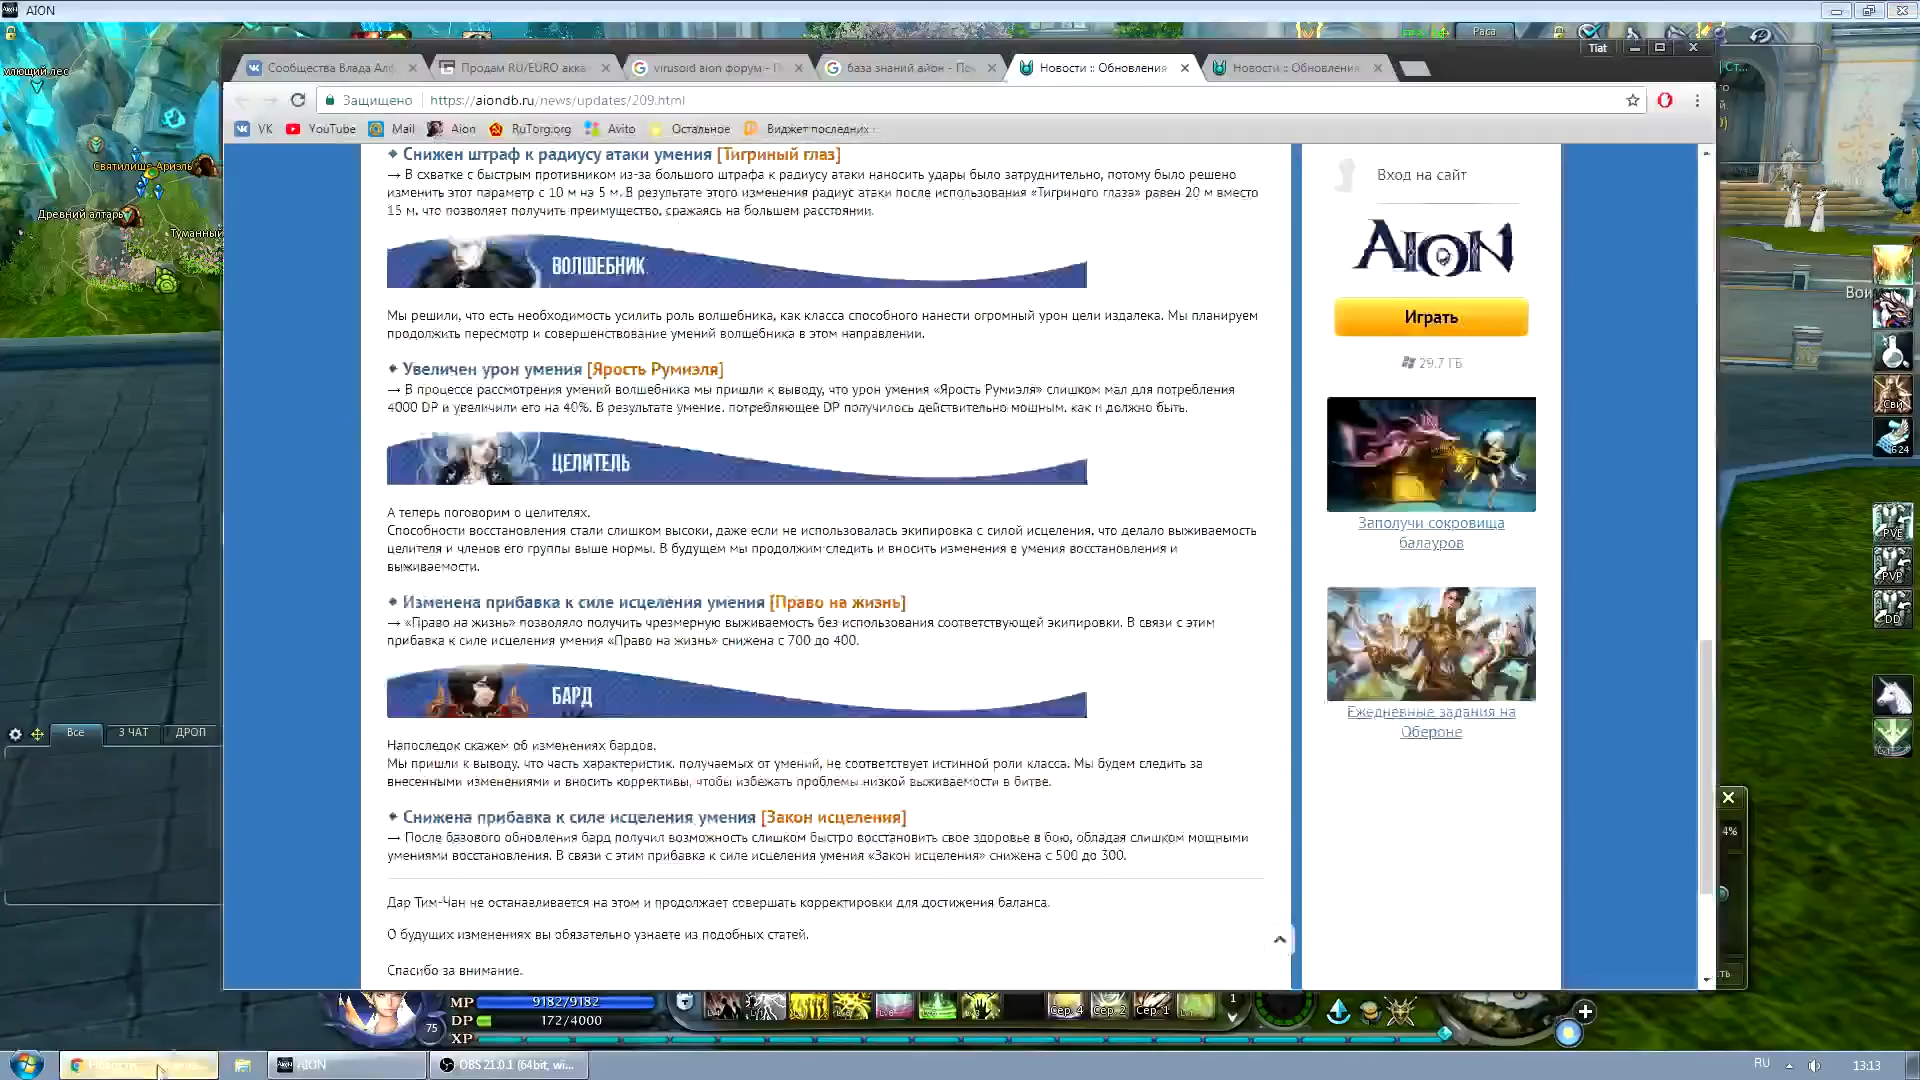 AION
Раса
Tiat
Сообщества Влада Алф
Продам RU/EURO акка
virusoid aion форум - П
база знаний айон - По
Новости :: Обновления
Новости :: Обновления
Защищено
https://aiondb.ru/news/updates/209.html
VK
YouTube
Mail
Aion
RuTorg.org
Avito
Остальное
Виджет последних
Снижен штраф к радиусу атаки умения [Тигриный глаз]
→ В схватке с быстрым противником из-за большого штрафа к радиусу атаки наносить удары было затруднительно, потому было решено
изменить этот параметр с 10 м на 5 м. В результате этого изменения радиус атаки после использования «Тигриного глаза» равен 20 м вместо
15 м, что позволяет получить преимущество, сражаясь на большем расстоянии.
ВОЛШЕБНИК
Мы решили, что есть необходимость усилить роль волшебника, как класса способного нанести огромный урон цели издалека. Мы планируем
продолжить пересмотр и совершенствование умений волшебника в этом направлении.
Увеличен урон умения [Ярость Румиэля]
→ В процессе рассмотрения умений волшебника мы пришли к выводу, что урон умения «Ярость Румиэля» слишком мал для потребления
4000 DP и увеличили его на 40%. В результате умение, потребляющее DP получилось действительно мощным, как и должно быть.
ЦЕЛИТЕЛЬ
А теперь поговорим о целителях.
Способности восстановления стали слишком высоки, даже если не использовалась экипировка с силой исцеления, что делало выживаемость
целителя и членов его группы выше нормы. В будущем мы продолжим следить и вносить изменения в умения восстановления и
выживаемости.
Изменена прибавка к силе исцеления умения [Право на жизнь]
→ «Право на жизнь» позволяло получить чрезмерную выживаемость без использования соответствующей экипировки. В связи с этим
прибавка к силе исцеления умения «Право на жизнь» снижена с 700 до 400.
БАРД
Напоследок скажем об изменениях бардов.
Мы пришли к выводу, что часть характеристик, получаемых от умений, не соответствует истинной роли класса. Мы будем следить за
внесенными изменениями и вносить коррективы, чтобы избежать проблемы низкой выживаемости в битве.
Снижена прибавка к силе исцеления умения [Закон исцеления]
→ После базового обновления бард получил возможность слишком быстро восстановить свое здоровье в бою, обладая слишком мощными
умениями восстановления. В связи с этим прибавка к силе исцеления умения «Закон исцеления» снижена с 500 до 300.
Дар Тим-Чан не останавливается на этом и продолжает совершать корректировки для достижения баланса.
О будущих изменениях вы обязательно узнаете из подобных статей.
Спасибо за внимание.
Вход на сайт
AION
Играть
29.7 ГБ
Заполучи сокровища
балауров
Ежедневные задания на
Обероне
Святилище Ариэль
Древний алтарь
Туманный
Все
3 ЧАТ
ДРОП
624
PVE
PVP
DD
4%
MP
9182/9182
DP
172/4000
XP
75
Сер. 4
Сер. 2
Сер. 1
1
AION
OBS 21.0.1 (64bit, wi...
RU
13:13